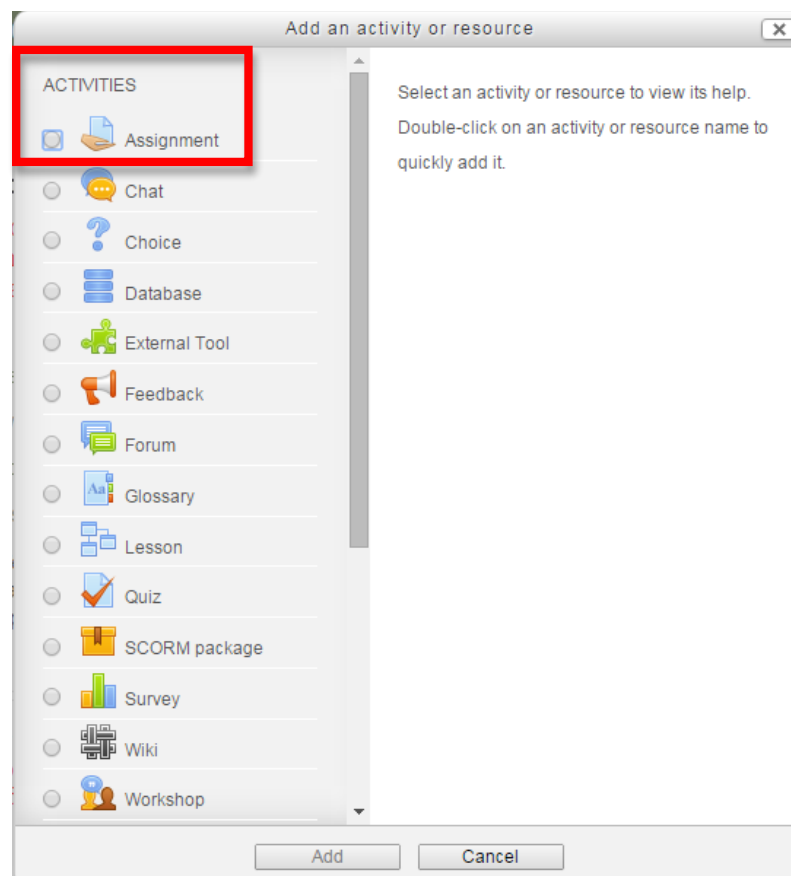 Add an activity or resource
ACTIVITIES
Assignment
Chat
Choice
Database
External Tool
Feedback
Forum
Aa
Glossary
Lesson
Quiz
SCORM package
Survey
Wiki
Workshop
Select an activity or resource to view its help.
Double-click on an activity or resource name to
quickly add it.
Add
Cancel